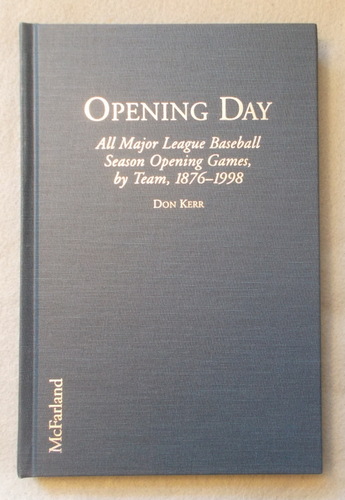 OPENING DAY
All Major League Baseball
Season Opening Games,
by Team, 1876–1998
DON KERR
McFarland